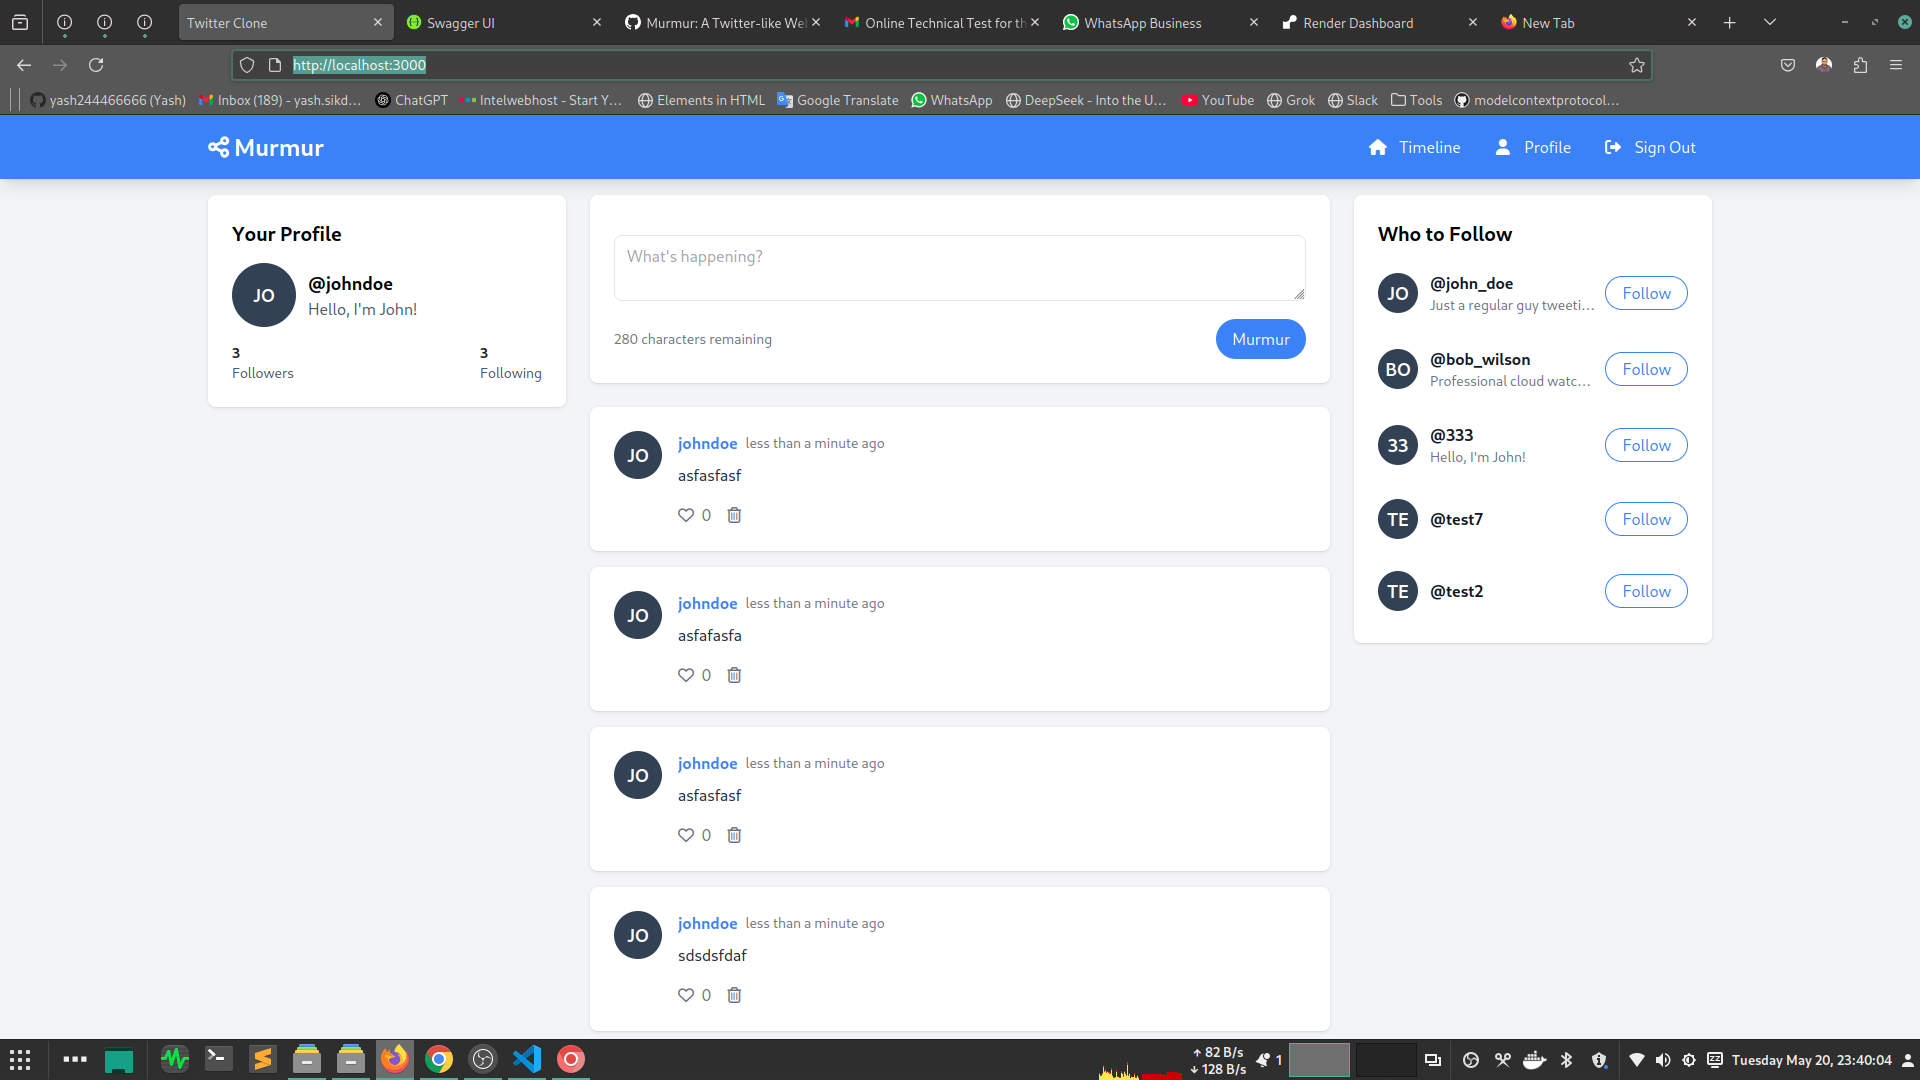 Twitter Clone
Swagger UI
Murmur: A Twitter-like Wel
Online Technical Test for th
WhatsApp Business
Render Dashboard
New Tab
http://localhost:3000
yash244466666 (Yash)
Inbox (189) - yash.sikd…
ChatGPT
Intelwebhost - Start Y…
Elements in HTML
Google Translate
WhatsApp
DeepSeek - Into the U…
YouTube
Grok
Slack
Tools
modelcontextprotocol…
Murmur
Timeline
Profile
Sign Out
Your Profile
JO
@johndoe
Hello, I'm John!
3
Followers
3
Following
What's happening?
280 characters remaining
Murmur
JO
johndoe less than a minute ago
asfasfasf
0
JO
johndoe less than a minute ago
asfafasfa
0
JO
johndoe less than a minute ago
asfasfasf
0
JO
johndoe less than a minute ago
sdsdsfdaf
0
Who to Follow
JO
@john_doe
Just a regular guy tweeti…
Follow
BO
@bob_wilson
Professional cloud watc…
Follow
33
@333
Hello, I'm John!
Follow
TE
@test7
Follow
TE
@test2
Follow
82 B/s
128 B/s
1
Tuesday May 20, 23:40:04